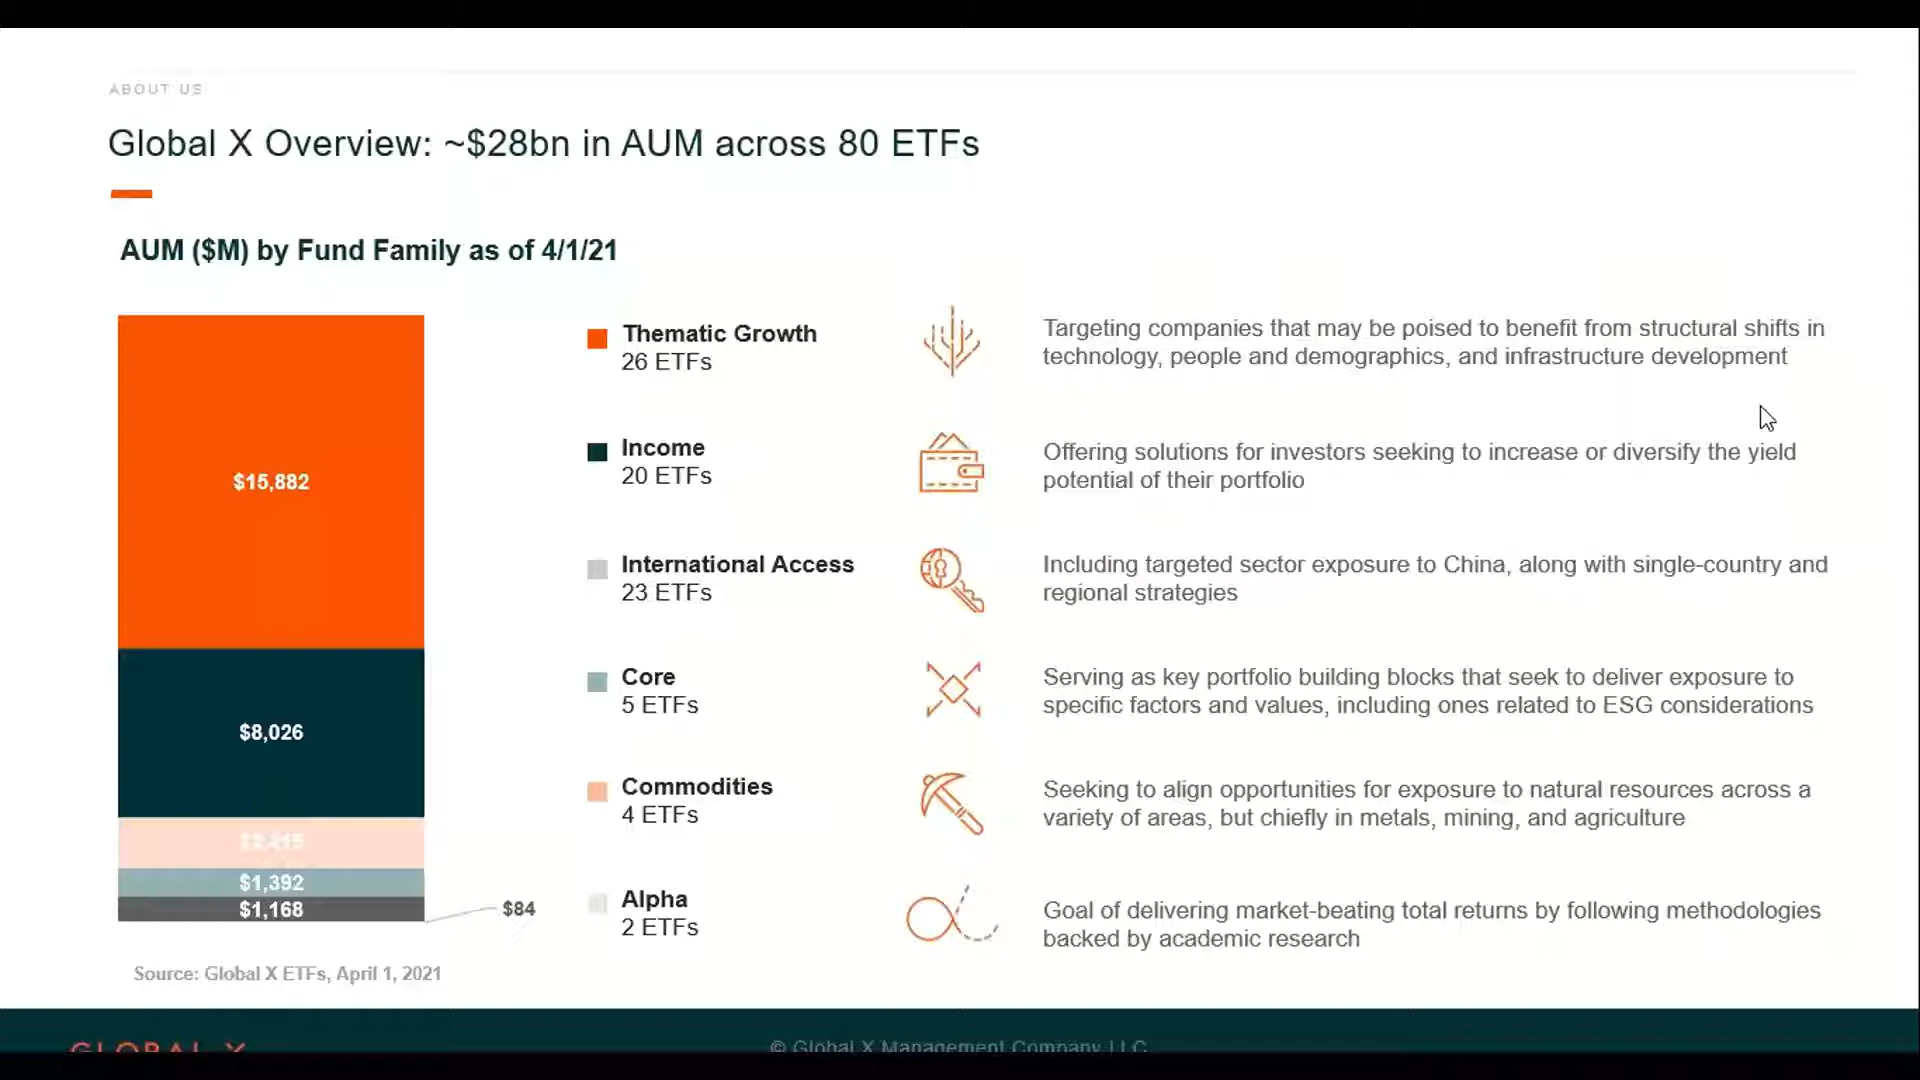 ABOUT US
Global X Overview: ~$28bn in AUM across 80 ETFs
AUM ($M) by Fund Family as of 4/1/21
$15,882
$8,026
$1,392
$1,168
$84
Source: Global X ETFs, April 1, 2021
Thematic Growth
26 ETFs
Targeting companies that may be poised to benefit from structural shifts in
technology, people and demographics, and infrastructure development
Income
20 ETFs
Offering solutions for investors seeking to increase or diversify the yield
potential of their portfolio
International Access
23 ETFs
Including targeted sector exposure to China, along with single-country and
regional strategies
Core
5 ETFs
Serving as key portfolio building blocks that seek to deliver exposure to
specific factors and values, including ones related to ESG considerations
Commodities
4 ETFs
Seeking to align opportunities for exposure to natural resources across a
variety of areas, but chiefly in metals, mining, and agriculture
Alpha
2 ETFs
Goal of delivering market-beating total returns by following methodologies
backed by academic research
GLOBAL X
© Global X Management Company LLC